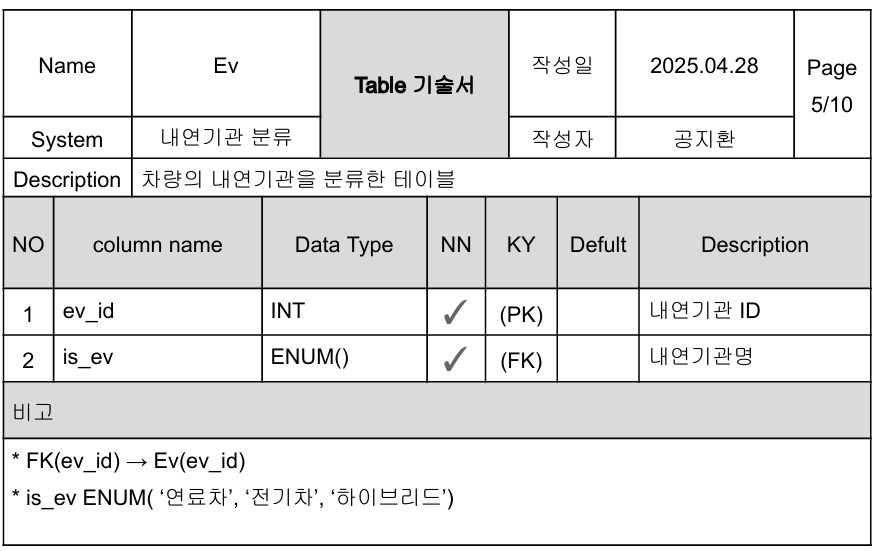 Name Ev Table 기술서 작성일 2025.04.28 Page 5/10
System 내연기관 분류 작성자 공지환
Description 차량의 내연기관을 분류한 테이블
NO column name Data Type NN KY Defult Description
1 ev_id INT ✓ (PK) 내연기관 ID
2 is_ev ENUM() ✓ (FK) 내연기관명
비고
* FK(ev_id) → Ev(ev_id)
* is_ev ENUM( ‘연료차’, ‘전기차’, ‘하이브리드’)